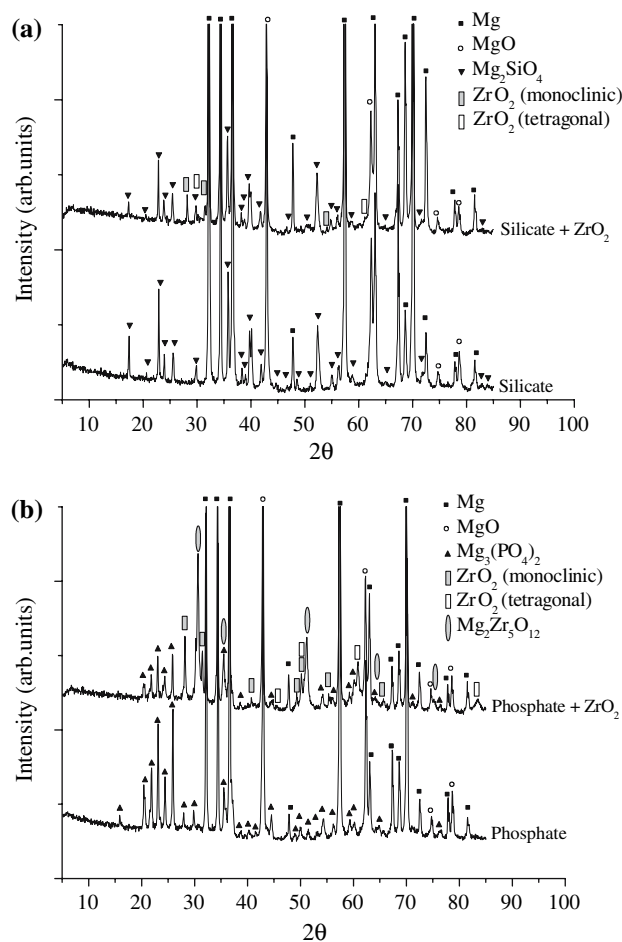 (a)
Mg
MgO
Mg2SiO4
ZrO2 (monoclinic)
ZrO2 (tetragonal)
Intensity (arb.units)
Silicate + ZrO2
Silicate
10 20 30 40 50 60 70 80 90 100
2θ
(b)
Mg
MgO
Mg3(PO4)2
ZrO2 (monoclinic)
ZrO2 (tetragonal)
Mg2Zr5O12
Intensity (arb.units)
Phosphate + ZrO2
Phosphate
10 20 30 40 50 60 70 80 90 100
2θ